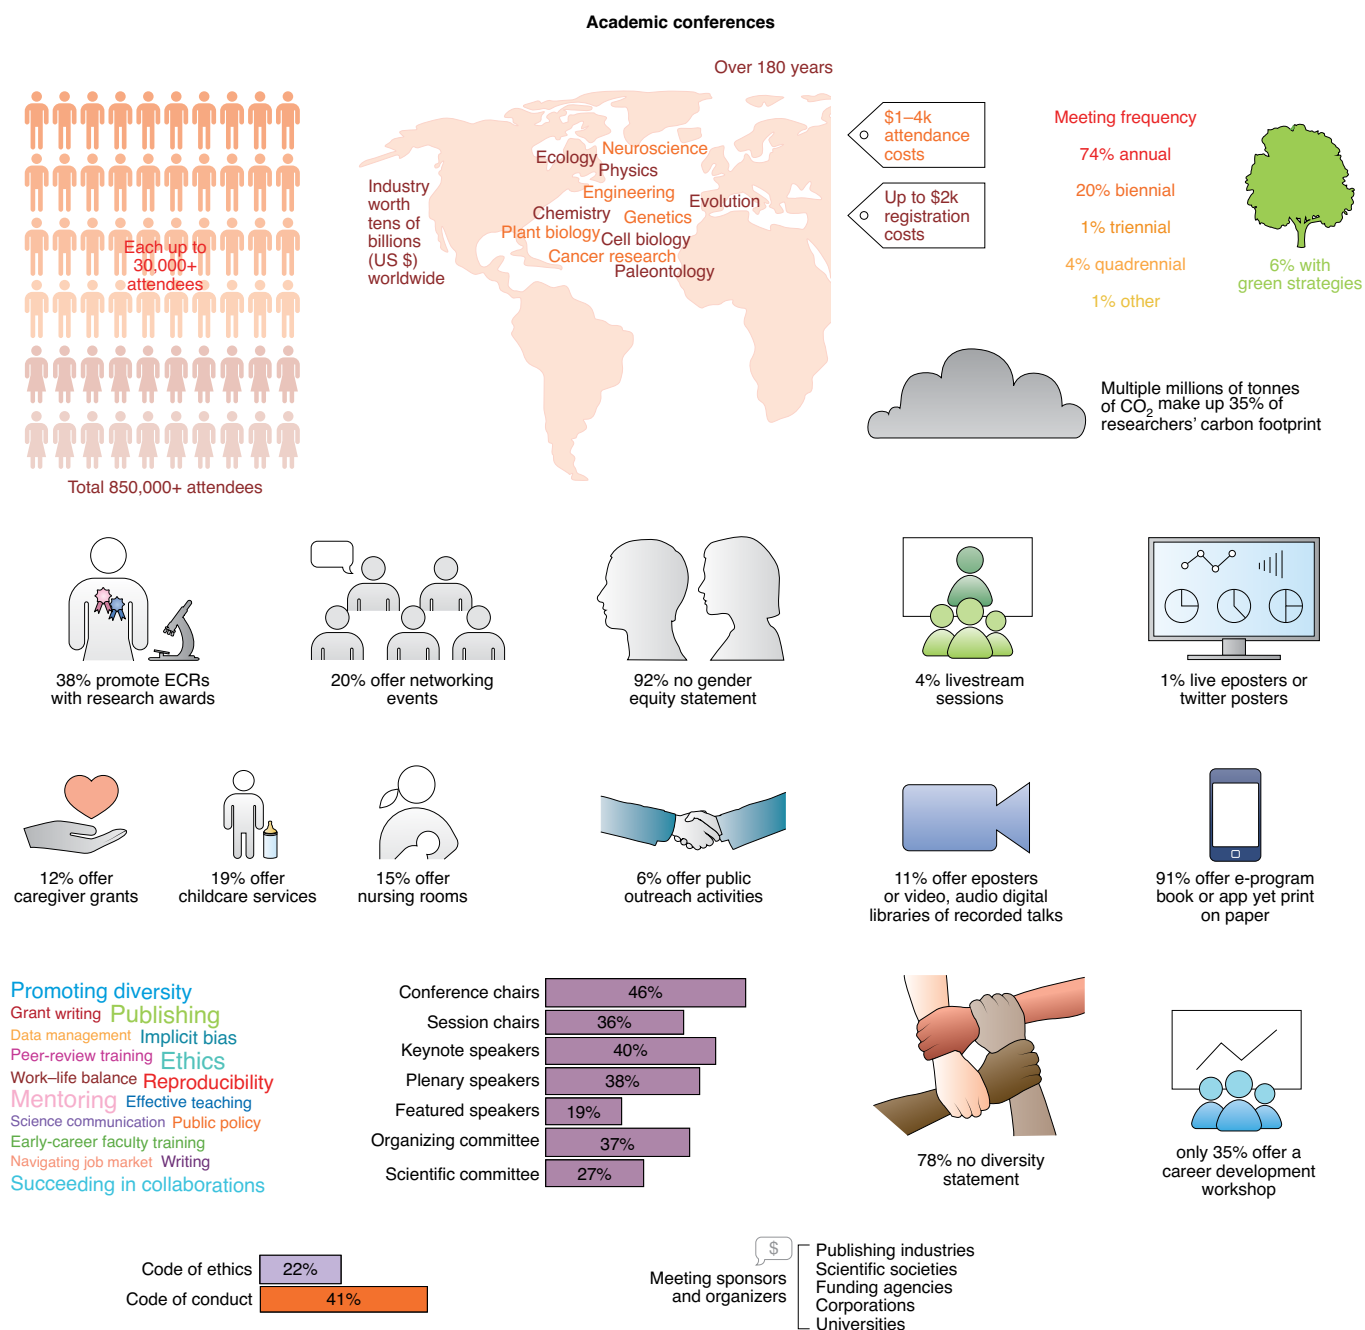 Academic conferences
Over 180 years
Each up to
30,000+
attendees
Total 850,000+ attendees
Industry
worth
tens of
billions
(US $)
worldwide
Neuroscience
Ecology
Physics
Engineering
Evolution
Chemistry
Genetics
Plant biology
Cell biology
Cancer research
Paleontology
$1–4k
attendance
costs
Up to $2k
registration
costs
Meeting frequency
74% annual
20% biennial
1% triennial
4% quadrennial
1% other
6% with
green strategies
Multiple millions of tonnes
of CO2 make up 35% of
researchers’ carbon footprint
38% promote ECRs
with research awards
20% offer networking
events
92% no gender
equity statement
4% livestream
sessions
1% live eposters or
twitter posters
12% offer
caregiver grants
19% offer
childcare services
15% offer
nursing rooms
6% offer public
outreach activities
11% offer eposters
or video, audio digital
libraries of recorded talks
91% offer e-program
book or app yet print
on paper
Promoting diversity
Grant writing Publishing
Data management Implicit bias
Peer-review training Ethics
Work–life balance Reproducibility
Mentoring Effective teaching
Science communication Public policy
Early-career faculty training
Navigating job market Writing
Succeeding in collaborations
Conference chairs 46%
Session chairs 36%
Keynote speakers 40%
Plenary speakers 38%
Featured speakers 19%
Organizing committee 37%
Scientific committee 27%
78% no diversity
statement
only 35% offer a
career development
workshop
Code of ethics 22%
Code of conduct 41%
$
Meeting sponsors
and organizers
Publishing industries
Scientific societies
Funding agencies
Corporations
Universities